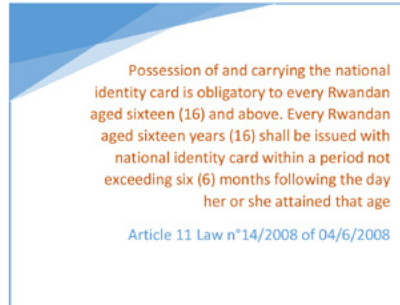 Possession of and carrying the national
identity card is obligatory to every Rwandan
aged sixteen (16) and above. Every Rwandan
aged sixteen years (16) shall be issued with
national identity card within a period not
exceeding six (6) months following the day
her or she attained that age
Article 11 Law n°14/2008 of 04/6/2008